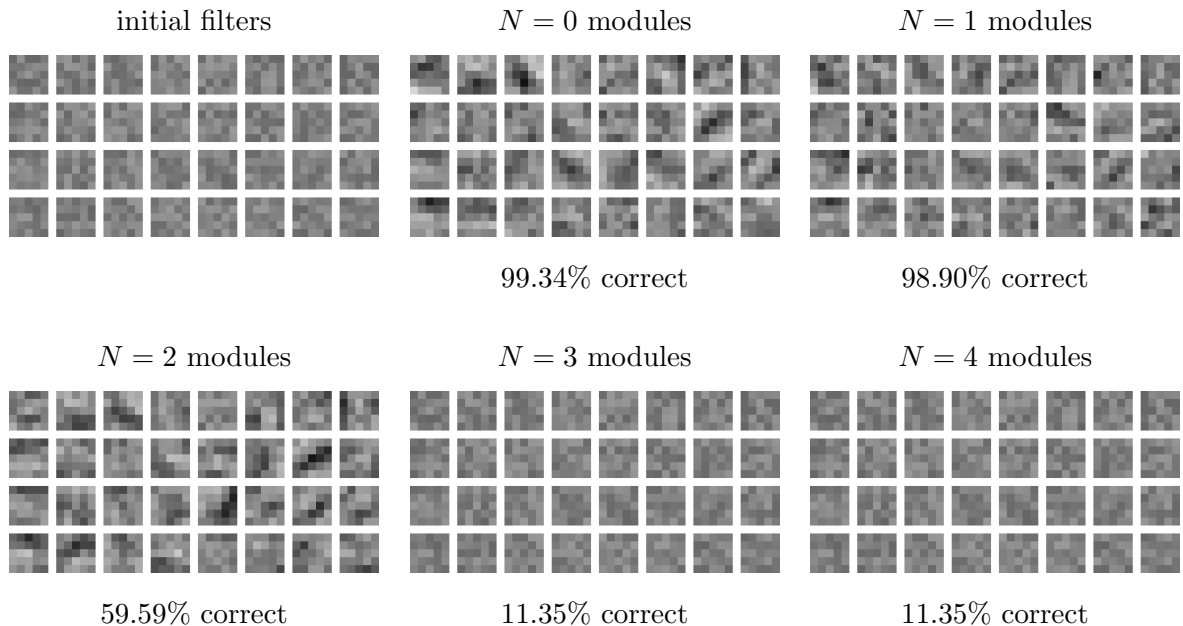 initial filters
N = 0 modules
N = 1 modules
99.34% correct
98.90% correct
N = 2 modules
N = 3 modules
N = 4 modules
59.59% correct
11.35% correct
11.35% correct